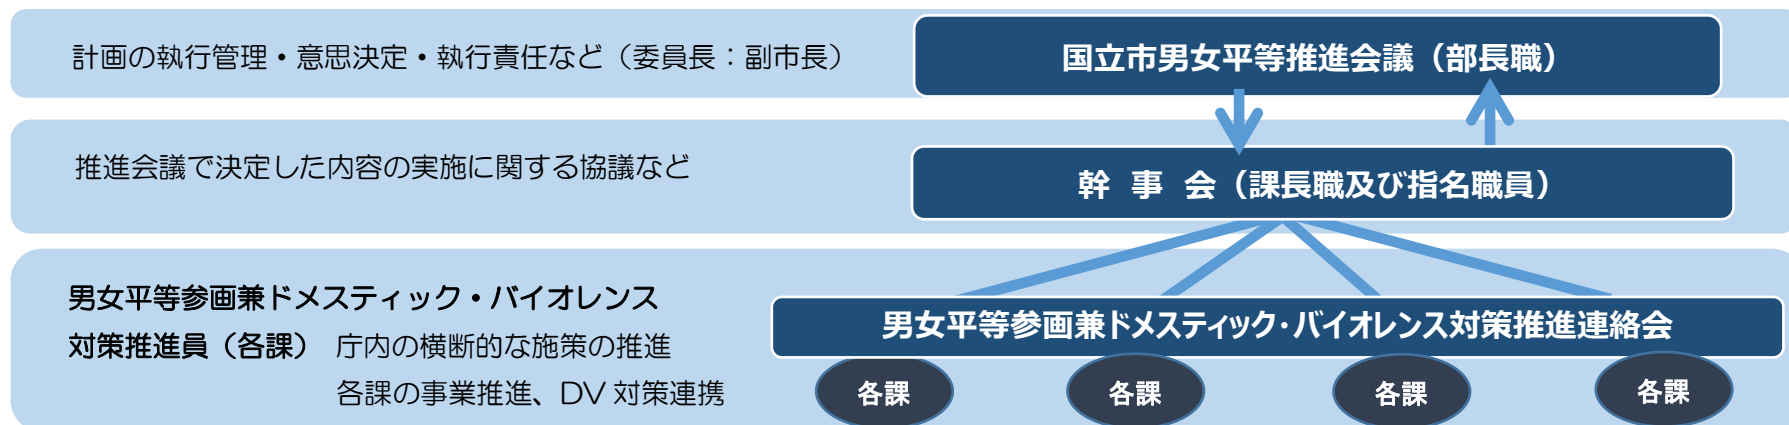 計画の執行管理・意思決定・執行責任など（委員長：副市長）
国立市男女平等推進会議（部長職）
推進会議で決定した内容の実施に関する協議など
幹 事 会（課長職及び指名職員）
男女平等参画兼ドメスティック・バイオレンス
対策推進員（各課） 庁内の横断的な施策の推進
各課の事業推進、DV 対策連携
男女平等参画兼ドメスティック・バイオレンス対策推進連絡会
各課
各課
各課
各課